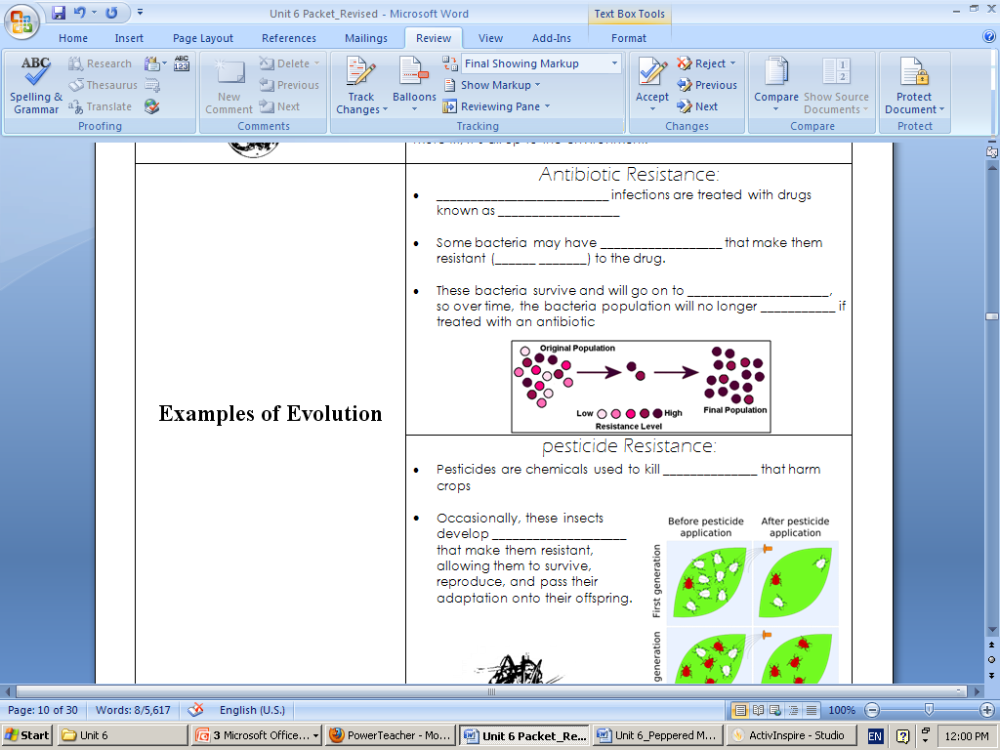 Unit 6 Packet_Revised - Microsoft Word
Text Box Tools
Home Insert Page Layout References Mailings Review View Add-Ins Format
ABC
Spelling & Grammar
Research
Thesaurus
Translate
ABC
123
Proofing
New Comment
Delete
Previous
Next
Comments
Track Changes
Balloons
Final Showing Markup
Show Markup
Reviewing Pane
Tracking
Accept
Reject
Previous
Next
Changes
Compare
Show Source Documents
Compare
Protect Document
Protect
Examples of Evolution
Antibiotic Resistance:
• _________________________ infections are treated with drugs
known as __________________
• Some bacteria may have __________________ that make them
resistant (______ _______) to the drug.
• These bacteria survive and will go on to _____________________,
so over time, the bacteria population will no longer ___________ if
treated with an antibiotic
Original Population
Low High
Resistance Level
Final Population
pesticide Resistance:
• Pesticides are chemicals used to kill ______________ that harm
crops
• Occasionally, these insects
develop ____________________
that make them resistant,
allowing them to survive,
reproduce, and pass their
adaptation onto their offspring.
Before pesticide application
After pesticide application
First generation
generation
Page: 10 of 30 Words: 8/5,617 English (U.S.) 100%
Start Unit 6 3 Microsoft Office... PowerTeacher - Mo... Unit 6 Packet_Re... Unit 6_Peppered M... ActivInspire - Studio EN 12:00 PM